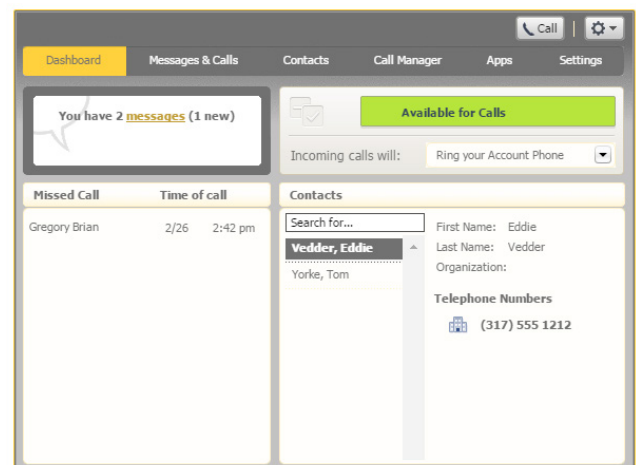 Call
Dashboard Messages & Calls Contacts Call Manager Apps Settings
You have 2 messages (1 new)
Available for Calls
Incoming calls will: Ring your Account Phone
Missed Call Time of call
Gregory Brian 2/26 2:42 pm
Contacts
Search for...
Vedder, Eddie
Yorke, Tom
First Name: Eddie
Last Name: Vedder
Organization:
Telephone Numbers
(317) 555 1212